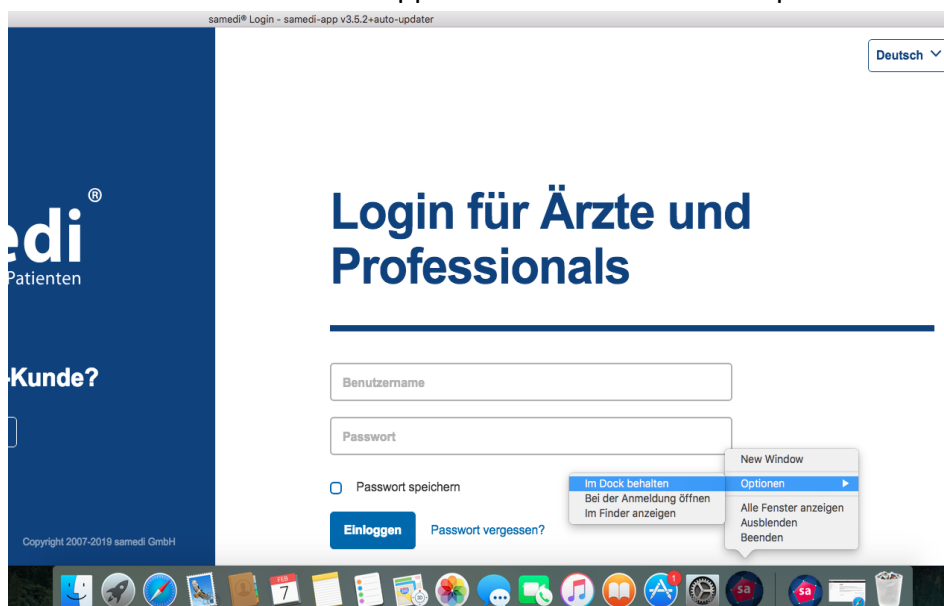 samedi® Login - samedi-app v3.5.2+auto-updater
Deutsch
edi®
Patienten
Login für Ärzte und
Professionals
-Kunde?
Benutzername
Passwort
Passwort speichern
Einloggen Passwort vergessen?
New Window
Optionen
Alle Fenster anzeigen
Ausblenden
Beenden
Im Dock behalten
Bei der Anmeldung öffnen
Im Finder anzeigen
Copyright 2007-2019 samedi GmbH
FEB
7
3D
1
sa
sa